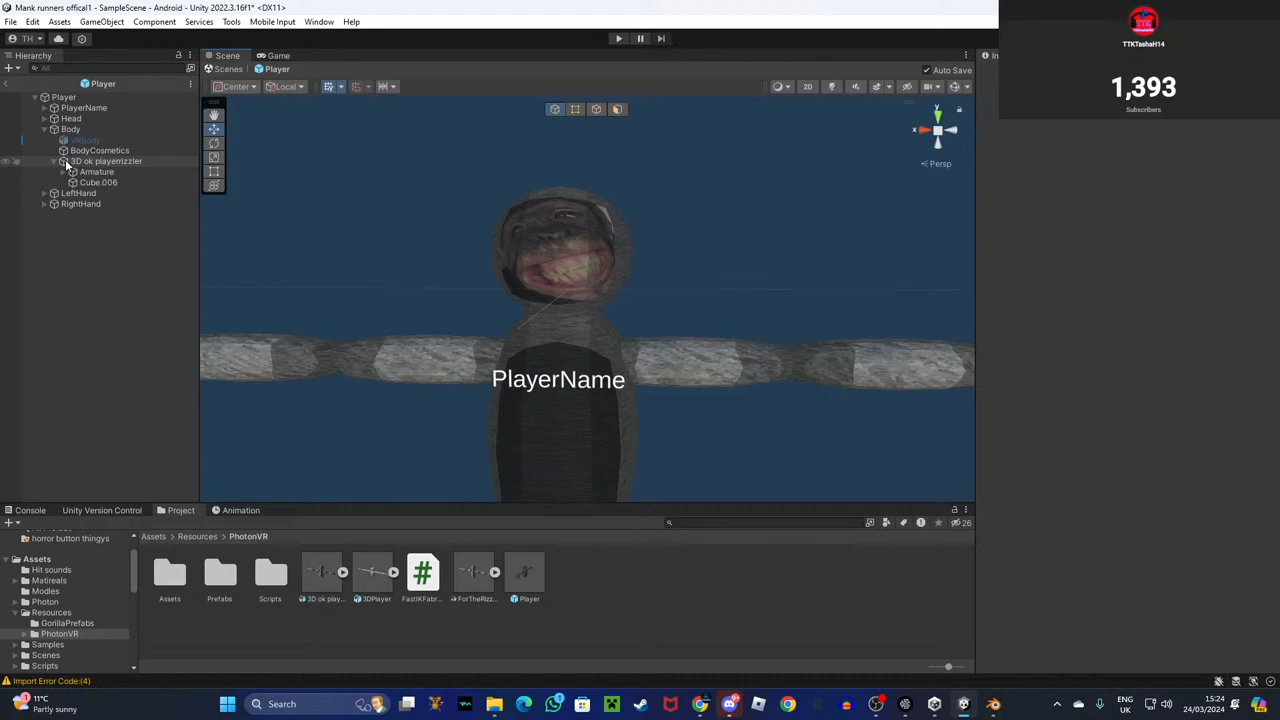 Mank runners offical1 - SampleScene - Android - Unity 2022.3.16f1* <DX11>
File Edit Assets GameObject Component Services Tools Mobile Input Window Help
TTKTashaH14
1,393
Subscribers
TH
Hierarchy
All
Player
Player
PlayerName
Head
Body
VRBody
BodyCosmetics
3D ok playerrizzler
Armature
Cube.006
LeftHand
RightHand
Scene Game
Scenes Player Auto Save
Center Local 2D
y
x
Persp
PlayerName
Console Unity Version Control Project Animation
26
horror button thingys
Assets
Hit sounds
Matireals
Modles
Photon
Resources
GorillaPrefabs
PhotonVR
Samples
Scenes
Scripts
Assets Resources PhotonVR
Assets Prefabs Scripts 3D ok play... 3DPlayer FastIKFabr... ForTheRizz... Player
Import Error Code:(4)
11°C
Partly sunny
Search
ENG
UK
15:24
24/03/2024